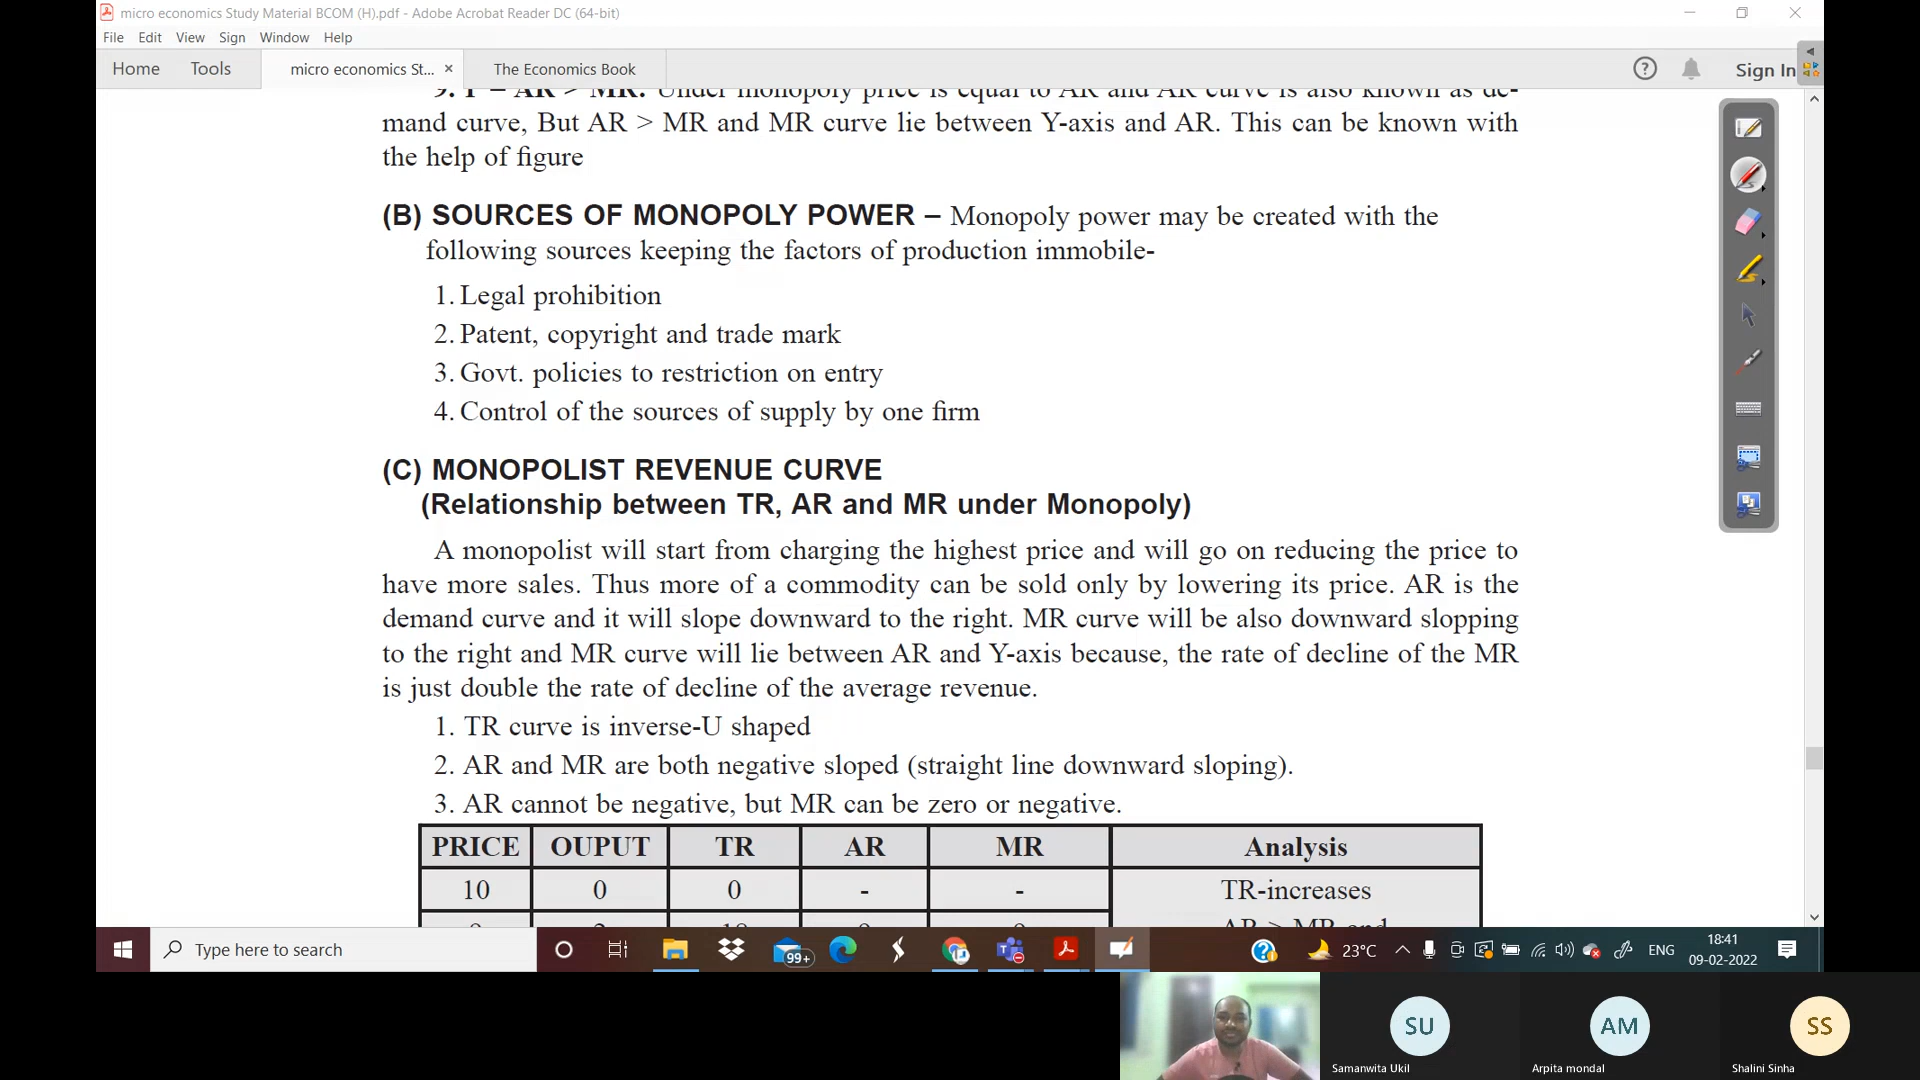 micro economics Study Material BCOM (H).pdf - Adobe Acrobat Reader DC (64-bit)
File Edit View Sign Window Help
Home Tools micro economics St... × The Economics Book Sign In
mand curve, But AR > MR and MR curve lie between Y-axis and AR. This can be known with
the help of figure
(B) SOURCES OF MONOPOLY POWER – Monopoly power may be created with the
following sources keeping the factors of production immobile-
1. Legal prohibition
2. Patent, copyright and trade mark
3. Govt. policies to restriction on entry
4. Control of the sources of supply by one firm
(C) MONOPOLIST REVENUE CURVE
(Relationship between TR, AR and MR under Monopoly)
A monopolist will start from charging the highest price and will go on reducing the price to
have more sales. Thus more of a commodity can be sold only by lowering its price. AR is the
demand curve and it will slope downward to the right. MR curve will be also downward slopping
to the right and MR curve will lie between AR and Y-axis because, the rate of decline of the MR
is just double the rate of decline of the average revenue.
1. TR curve is inverse-U shaped
2. AR and MR are both negative sloped (straight line downward sloping).
3. AR cannot be negative, but MR can be zero or negative.
PRICE OUPUT TR AR MR Analysis
10 0 0 - - TR-increases
Type here to search 99+ 23°C ENG 18:41
09-02-2022
SU AM SS
Samanwita Ukil Arpita mondal Shalini Sinha